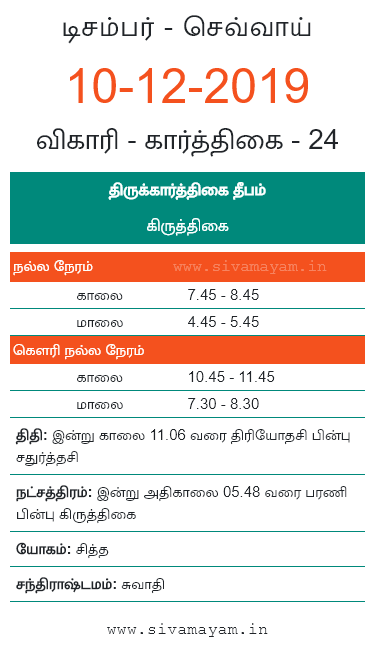 டிசம்பர் - செவ்வாய்
10-12-2019
விகாரி - கார்த்திகை - 24
திருக்கார்த்திகை தீபம்
கிருத்திகை
நல்ல நேரம் www.sivamayam.in
காலை 7.45 - 8.45
மாலை 4.45 - 5.45
கௌரி நல்ல நேரம்
காலை 10.45 - 11.45
மாலை 7.30 - 8.30
திதி: இன்று காலை 11.06 வரை திரியோதசி பின்பு
சதுர்த்தசி
நட்சத்திரம்: இன்று அதிகாலை 05.48 வரை பரணி
பின்பு கிருத்திகை
யோகம்: சித்த
சந்திராஷ்டமம்: சுவாதி
www.sivamayam.in